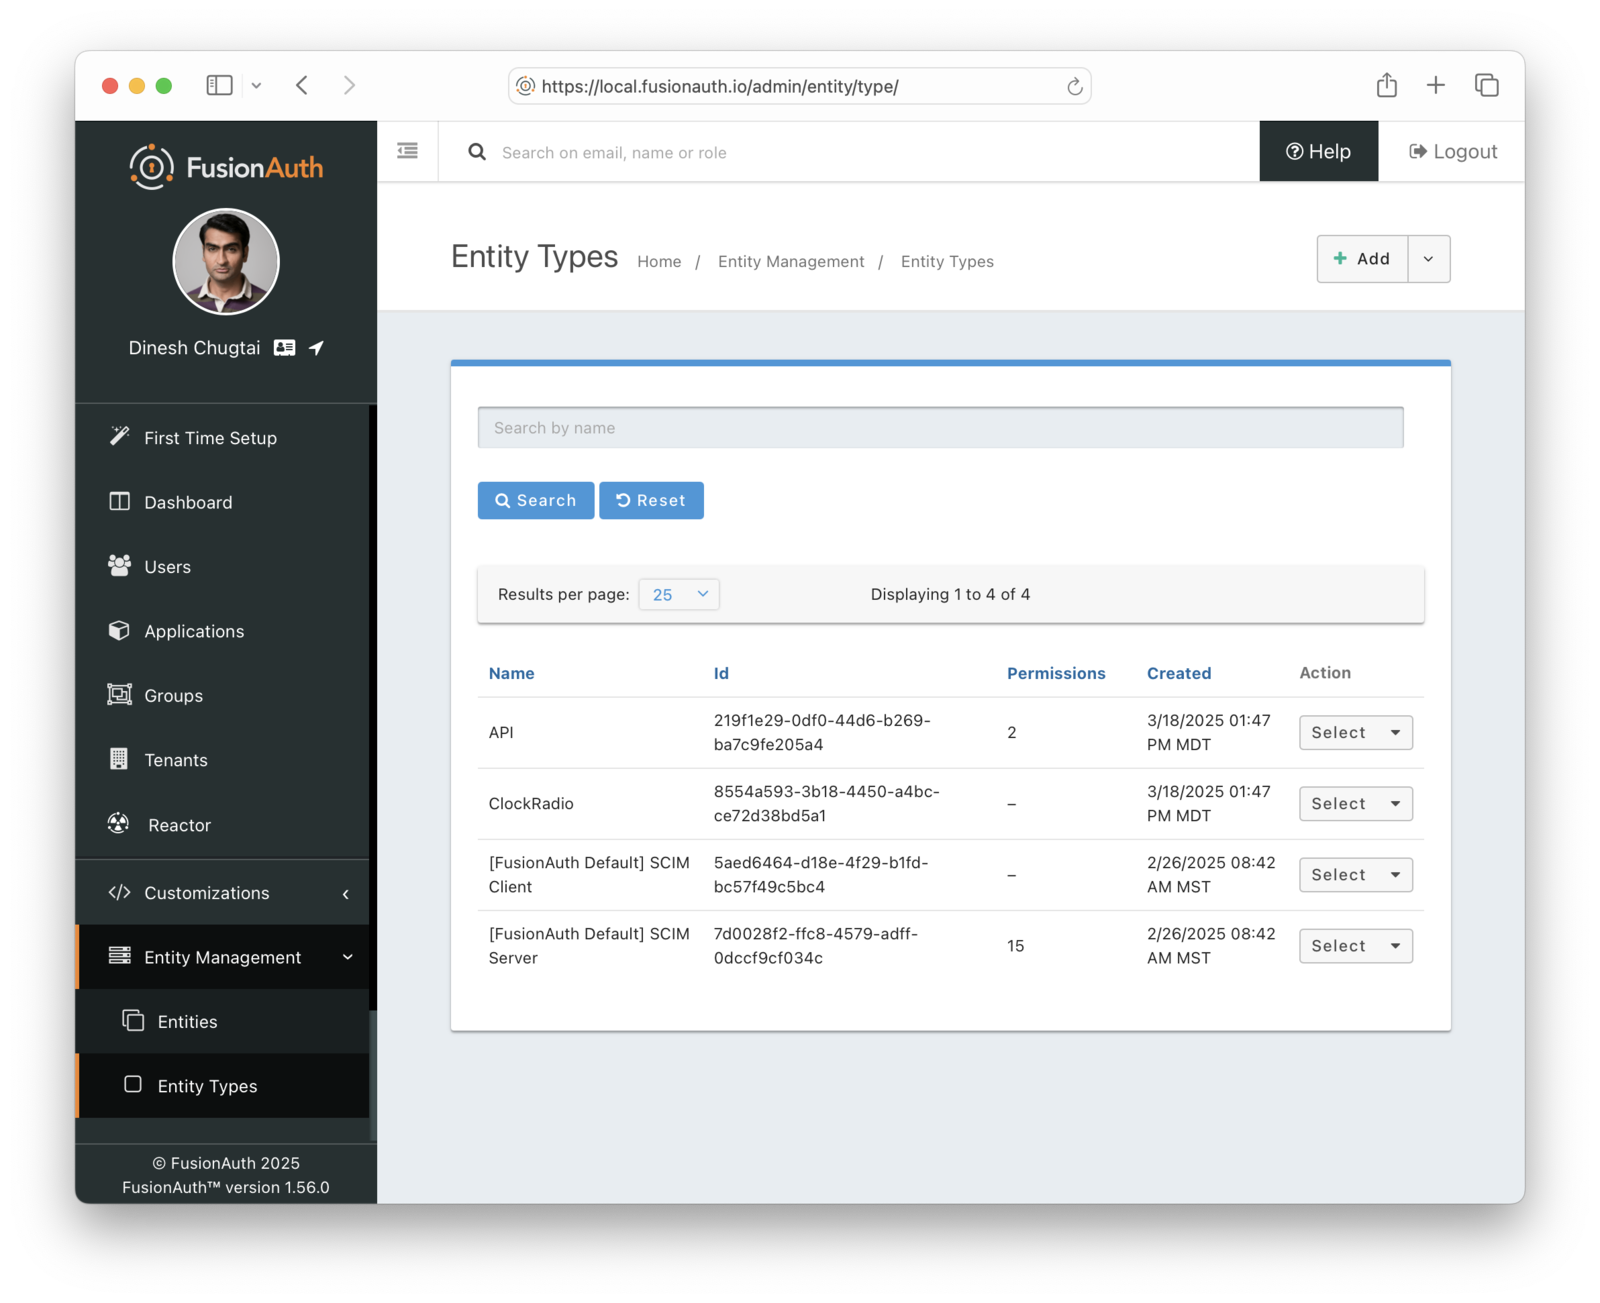 https://local.fusionauth.io/admin/entity/type/
FusionAuth
Search on email, name or role
Help
Logout
Dinesh Chugtai
Entity Types
Home / Entity Management / Entity Types
Add
First Time Setup
Dashboard
Users
Applications
Groups
Tenants
Reactor
Customizations
Entity Management
Entities
Entity Types
© FusionAuth 2025
FusionAuth™ version 1.56.0
Search by name
Search
Reset
Results per page: 25
Displaying 1 to 4 of 4
Name Id Permissions Created Action
API 219f1e29-0df0-44d6-b269- 2 3/18/2025 01:47 Select
ba7c9fe205a4 PM MDT
ClockRadio 8554a593-3b18-4450-a4bc- – 3/18/2025 01:47 Select
ce72d38bd5a1 PM MDT
[FusionAuth Default] SCIM 5aed6464-d18e-4f29-b1fd- – 2/26/2025 08:42 Select
Client bc57f49c5bc4 AM MST
[FusionAuth Default] SCIM 7d0028f2-ffc8-4579-adff- 15 2/26/2025 08:42 Select
Server 0dccf9cf034c AM MST